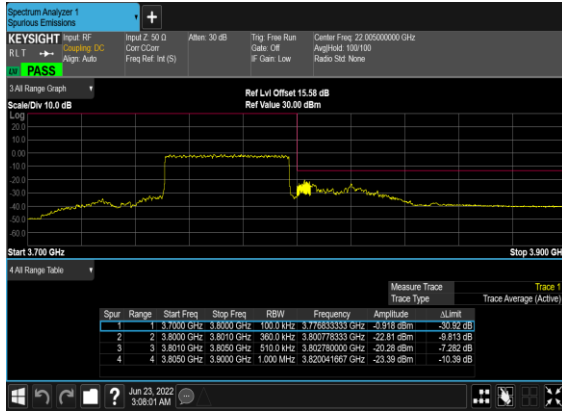 Spectrum Analyzer 1
Spurious Emissions
+
KEYSIGHT Input: RF Input Z: 50 Ω Atten: 30 dB Trig: Free Run Center Freq: 22.005000000 GHz
RLT Coupling: DC Corr CCorr Gate: Off Avg|Hold: 100/100
Align: Auto Freq Ref: Int (S) IF Gain: Low Radio Std: None
PASS
3 All Range Graph Ref Lvl Offset 15.58 dB
Scale/Div 10.0 dB Ref Value 30.00 dBm
Log
20.0
10.0
0.00
-10.0
-20.0
-30.0
-40.0
-50.0
-60.0
Start 3.700 GHz Stop 3.900 GH
4 All Range Table
Measure Trace Trace 1
Trace Type Trace Average (Active)
Spur Range Start Freq Stop Freq RBW Frequency Amplitude ΔLimit
1 1 3.7000 GHz 3.8000 GHz 100.0 kHz 3.776833333 GHz -0.918 dBm -30.92 dB
2 2 3.8000 GHz 3.8010 GHz 360.0 kHz 3.800778333 GHz -22.81 dBm -9.813 dB
3 3 3.8010 GHz 3.8050 GHz 510.0 kHz 3.802780000 GHz -20.28 dBm -7.282 dB
4 4 3.8050 GHz 3.9000 GHz 1.000 MHz 3.820041667 GHz -23.39 dBm -10.39 dB
? Jun 23, 2022
3:08:01 AM